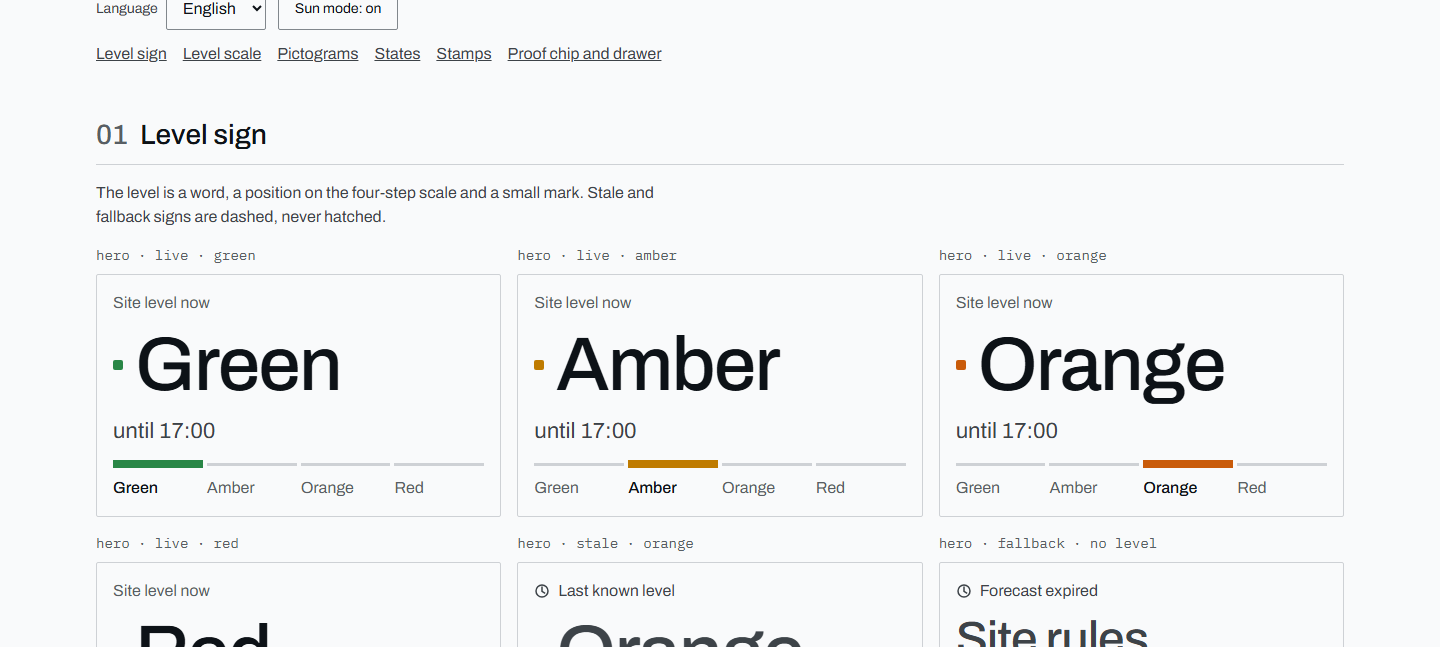 Language English Sun mode: on
Level sign Level scale Pictograms States Stamps Proof chip and drawer
01 Level sign
The level is a word, a position on the four-step scale and a small mark. Stale and
fallback signs are dashed, never hatched.
hero · live · green
Site level now
Green
until 17:00
Green Amber Orange Red
hero · live · amber
Site level now
Amber
until 17:00
Green Amber Orange Red
hero · live · orange
Site level now
Orange
until 17:00
Green Amber Orange Red
hero · live · red
Site level now
Red
hero · stale · orange
Last known level
Orange
hero · fallback · no level
Forecast expired
Site rules